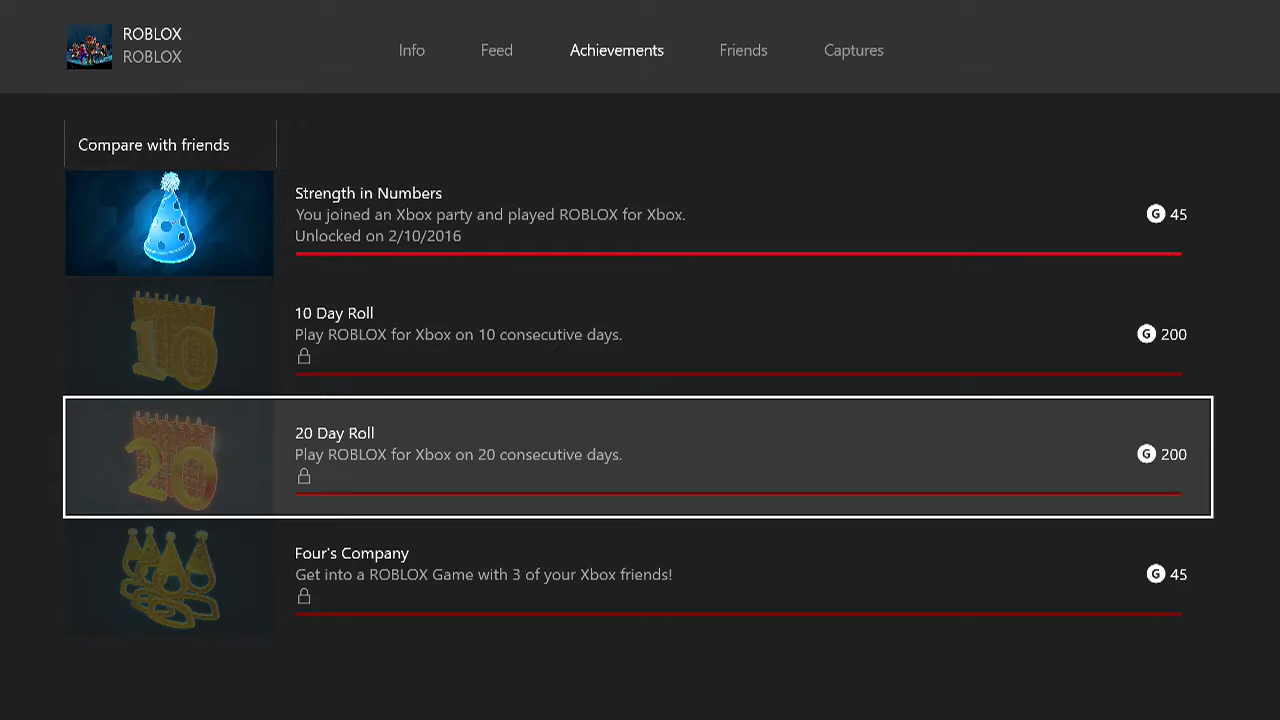 ROBLOX
ROBLOX
Info Feed Achievements Friends Captures
Compare with friends
Strength in Numbers
You joined an Xbox party and played ROBLOX for Xbox.
Unlocked on 2/10/2016
G 45
10
10 Day Roll
Play ROBLOX for Xbox on 10 consecutive days.
G 200
20
20 Day Roll
Play ROBLOX for Xbox on 20 consecutive days.
G 200
Four's Company
Get into a ROBLOX Game with 3 of your Xbox friends!
G 45